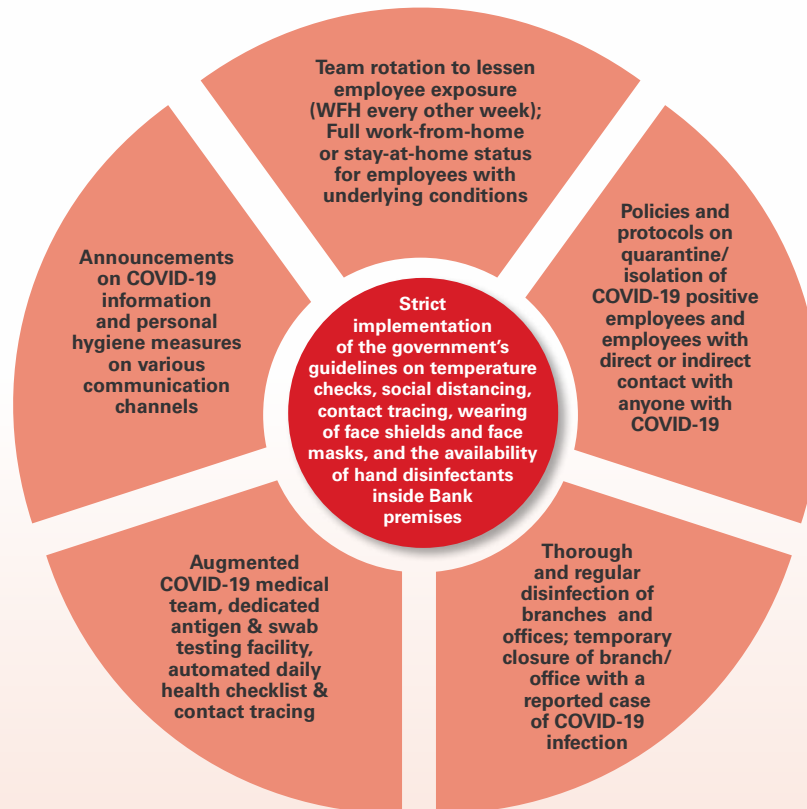 Team rotation to lessen
employee exposure
(WFH every other week);
Full work-from-home
or stay-at-home status
for employees with
underlying conditions
Policies and
protocols on
quarantine/
isolation of
COVID-19 positive
employees and
employees with
direct or indirect
contact with
anyone with
COVID-19
Thorough
and regular
disinfection of
branches and
offices; temporary
closure of branch/
office with a
reported case
of COVID-19
infection
Augmented
COVID-19 medical
team, dedicated
antigen & swab
testing facility,
automated daily
health checklist &
contact tracing
Announcements
on COVID-19
information
and personal
hygiene measures
on various
communication
channels
Strict
implementation
of the government's
guidelines on temperature
checks, social distancing,
contact tracing, wearing
of face shields and face
masks, and the availability
of hand disinfectants
inside Bank
premises